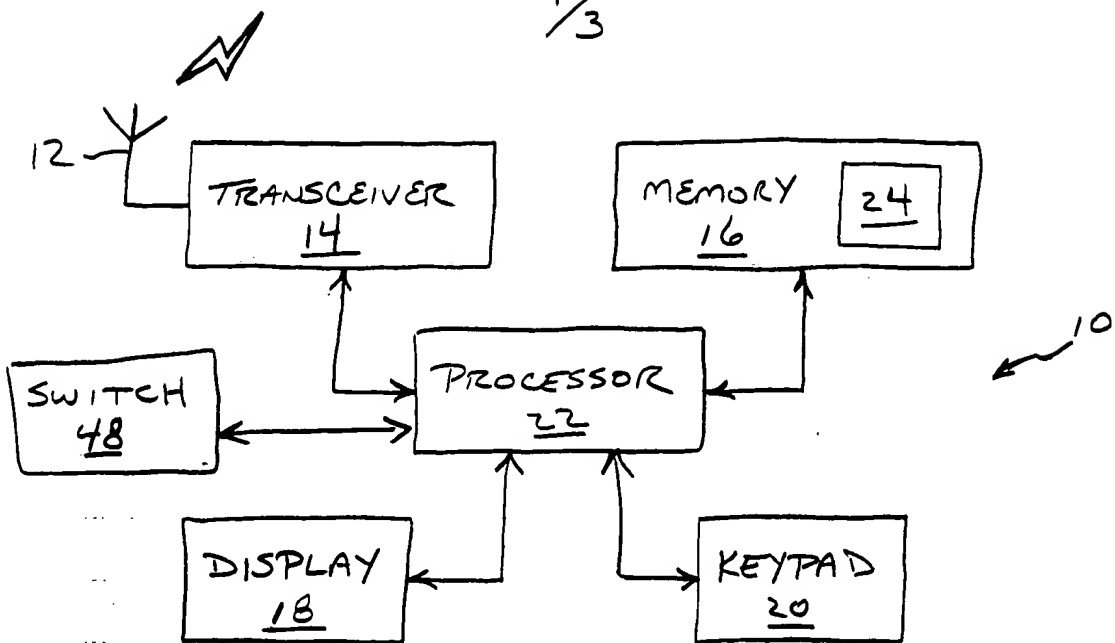 1/3
12
TRANSCEIVER
14
MEMORY
16
24
10
SWITCH
48
PROCESSOR
22
DISPLAY
18
KEYPAD
20